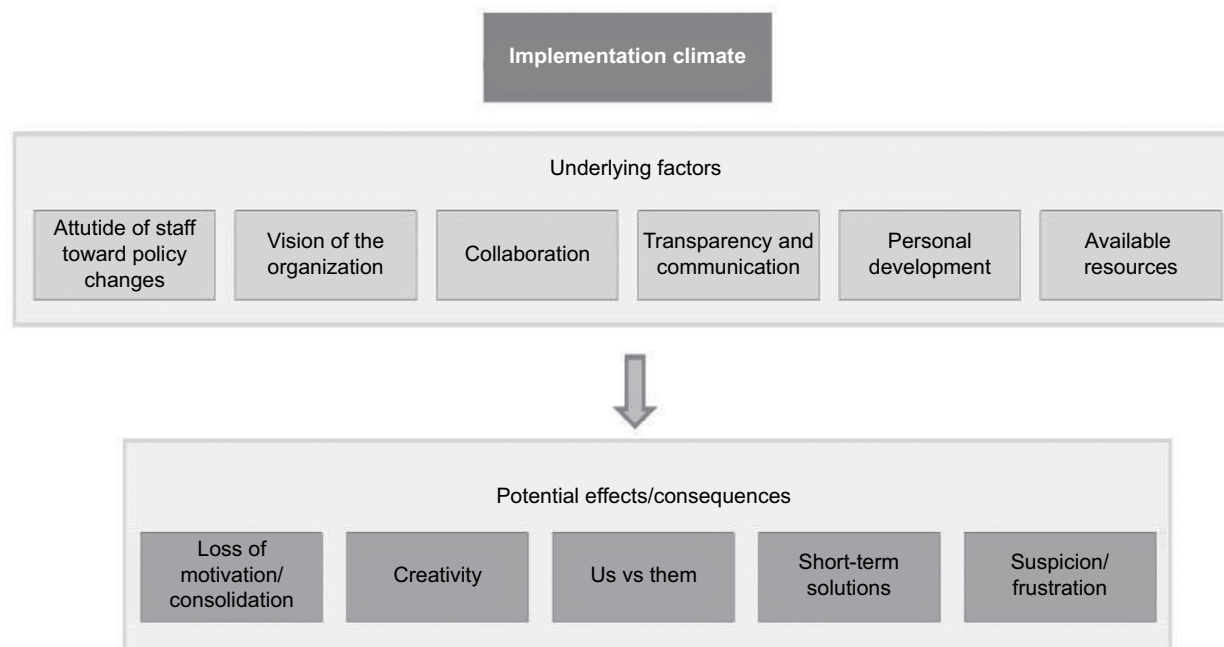 Implementation climate
Underlying factors
Attutide of staff
toward policy
changes
Vision of the
organization
Collaboration
Transparency and
communication
Personal
development
Available
resources
Potential effects/consequences
Loss of
motivation/
consolidation
Creativity
Us vs them
Short-term
solutions
Suspicion/
frustration